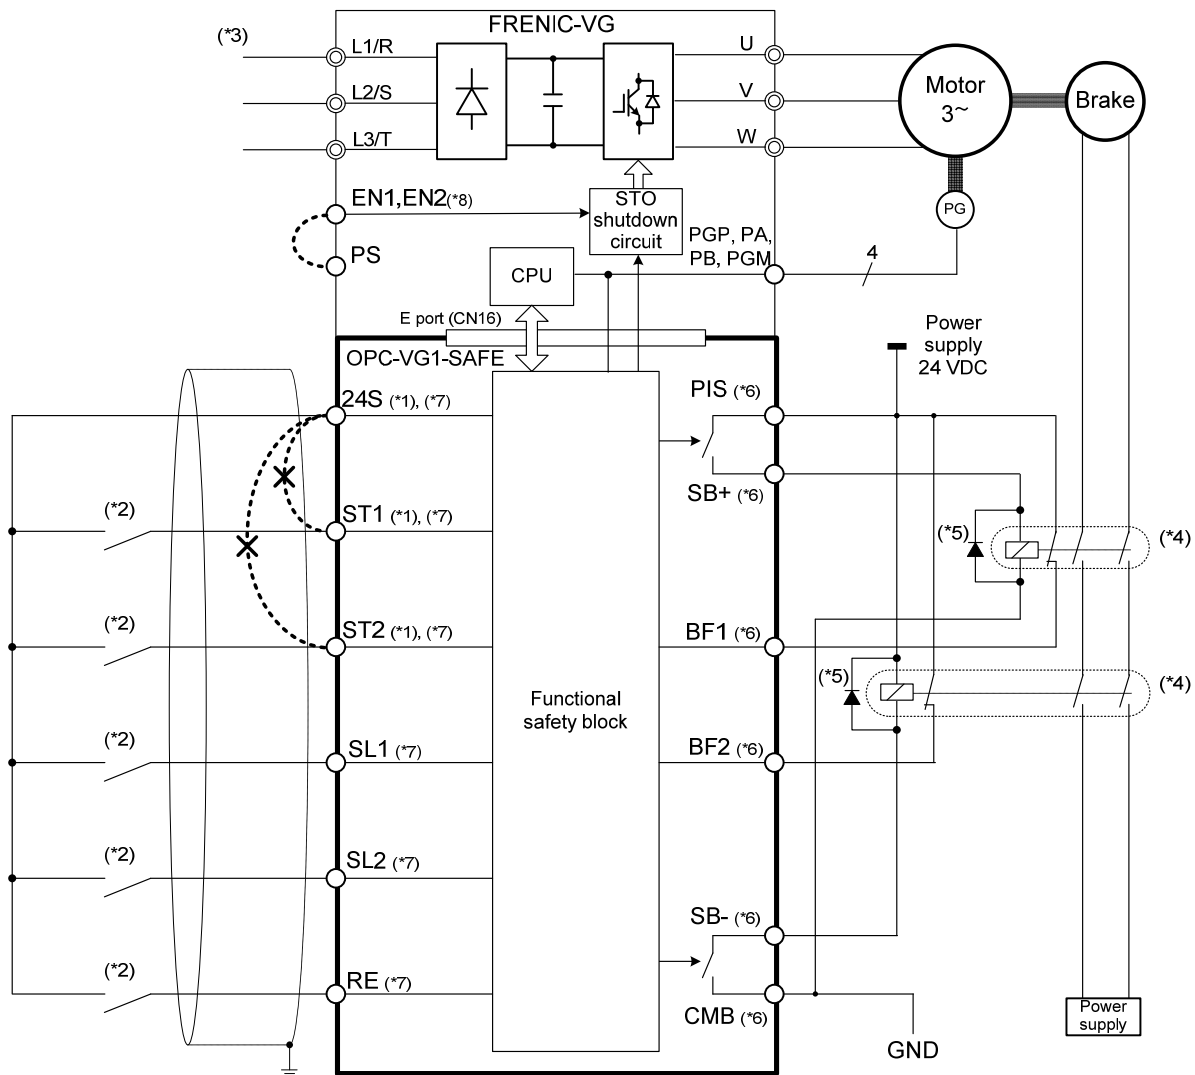 FRENIC-VG
(*3)
L1/R
L2/S
L3/T
U
V
W
Motor
3~
Brake
EN1,EN2(*8)
PS
STO
shutdown
circuit
PG
PGP, PA,
PB, PGM
4
CPU
E port (CN16)
OPC-VG1-SAFE
Power
supply
24 VDC
24S (*1), (*7)
PIS (*6)
SB+ (*6)
(*2)
ST1 (*1), (*7)
(*5)
(*4)
(*2)
ST2 (*1), (*7)
BF1 (*6)
(*5)
(*4)
Functional
safety block
(*2)
SL1 (*7)
BF2 (*6)
(*2)
SL2 (*7)
SB- (*6)
(*2)
RE (*7)
CMB (*6)
GND
Power
supply